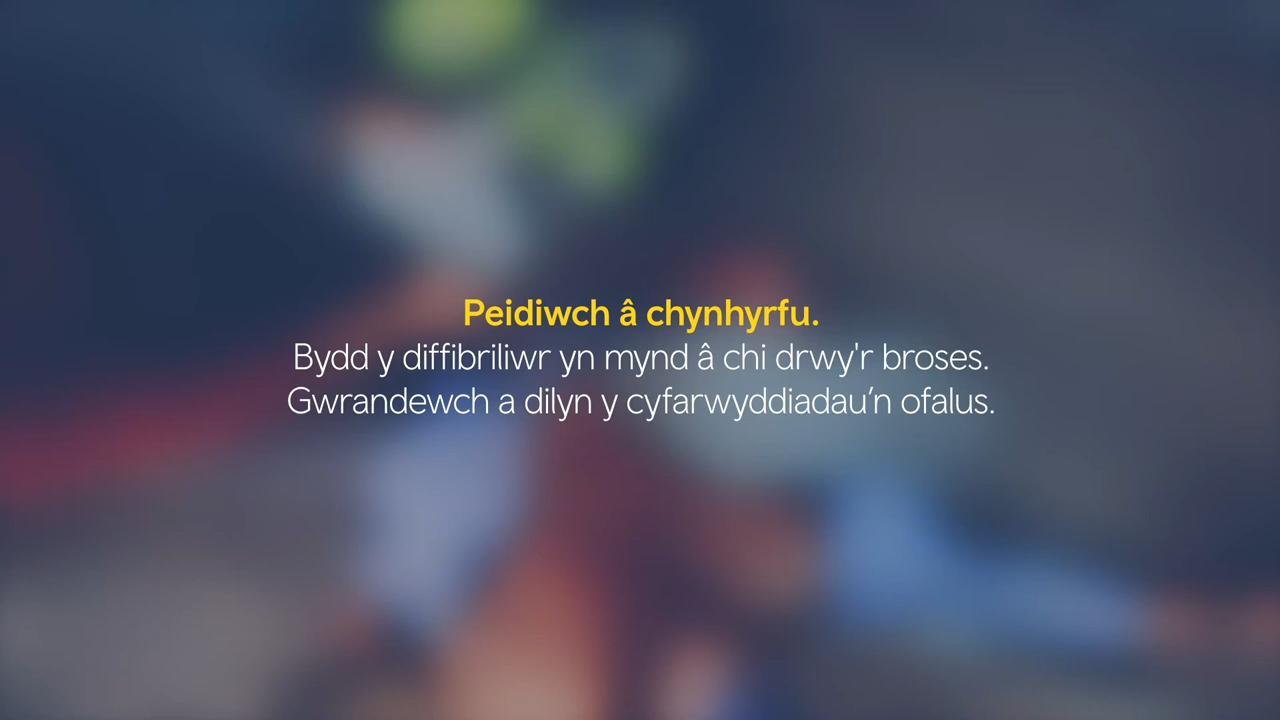 Peidiwch â chynhyrfu.
Bydd y diffibriliwr yn mynd â chi drwy'r broses.
Gwrandewch a dilyn y cyfarwyddiadau’n ofalus.